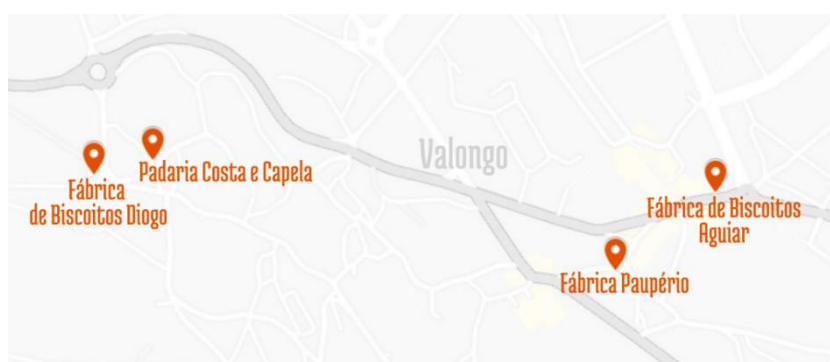 Valongo
Padaria Costa e Capela
Fábrica
de Biscoitos Diogo
Fábrica de Biscoitos
Aguiar
Fábrica Paupério